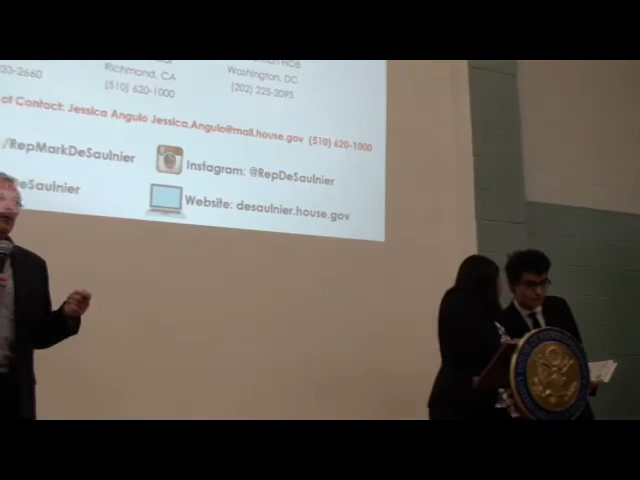 Richmond, CA
Washington, DC
(510) 620-1000
(202) 225-2095
of Contact: Jessica Angulo Jessica.Angulo@mail.house.gov (510) 620-1000
/RepMarkDeSaulnier
Instagram: @RepDeSaulnier
DeSaulnier
Website: desaulnier.house.gov